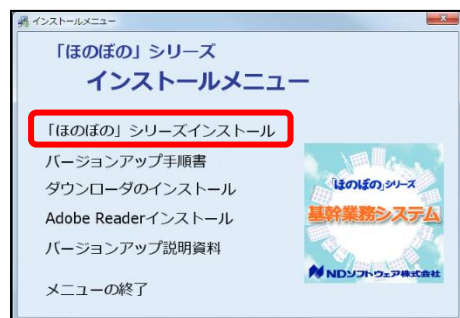 インストールメニュー
「ほのぼの」シリーズ
インストールメニュー
「ほのぼの」シリーズインストール
バージョンアップ手順書
ダウンローダのインストール
Adobe Readerインストール
バージョンアップ説明資料
メニューの終了
「ほのぼの」シリーズ
基幹業務システム
NDソフトウェア株式会社